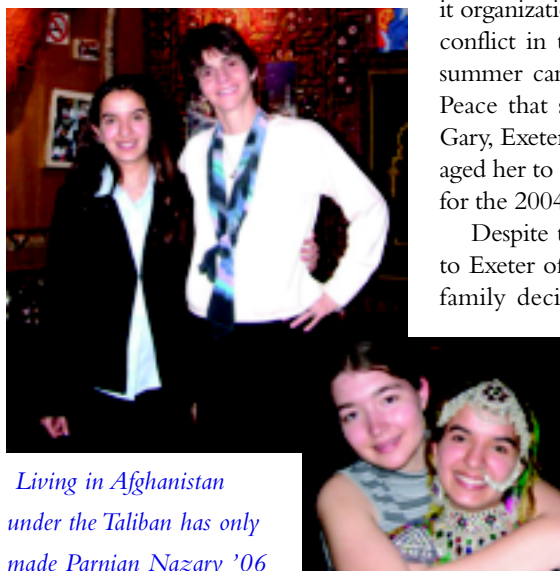 it organizati
conflict in t
summer car
Peace that s
Gary, Exeter
aged her to
for the 2004
Despite t
to Exeter of
family deci
Living in Afghanistan
under the Taliban has only
made Parnian Nazary ’06